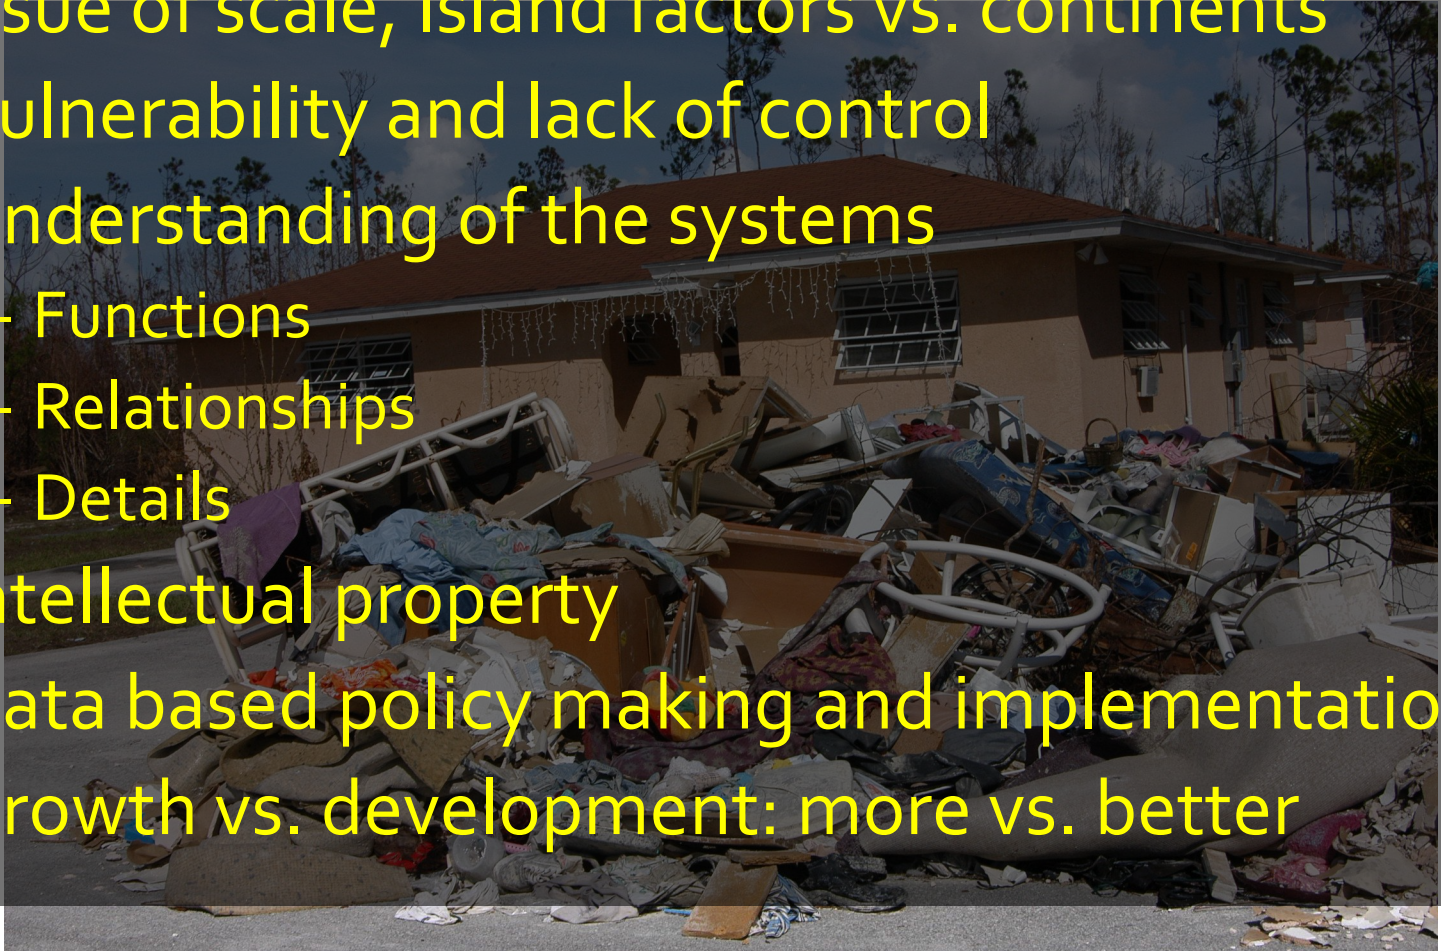 sue of scale, island factors vs. continents
ulnerability and lack of control
nderstanding of the systems
- Functions
- Relationships
- Details
ntellectual property
ata based policy making and implementatio
rowth vs. development: more vs. better